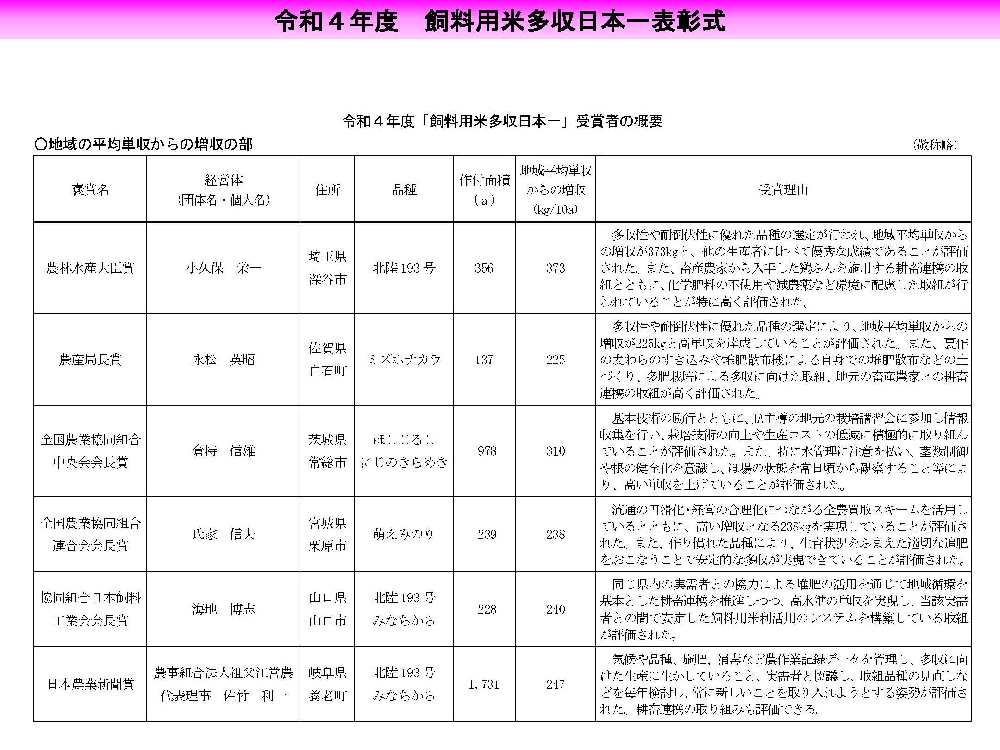 令和４年度　飼料用米多収日本一表彰式
令和４年度「飼料用米多収日本一」受賞者の概要
〇地域の平均単収からの増収の部
（敬称略）
褒賞名
経営体
（団体名・個人名）
住所
品種
作付面積
（a）
地域平均単収
からの増収
(kg/10a)
受賞理由
農林水産大臣賞
小久保　栄一
埼玉県
深谷市
北陸193号
356
373
多収性や耐倒伏性に優れた品種の選定が行われ、地域平均単収から
の増収が373kgと、他の生産者に比べて優秀な成績であることが評価
された。また、畜産農家から入手した鶏ふんを施用する耕畜連携の取
組とともに、化学肥料の不使用や減農薬など環境に配慮した取組が行
われていることが特に高く評価された。
農産局長賞
永松　英昭
佐賀県
白石町
ミズホチカラ
137
225
多収性や耐倒伏性に優れた品種の選定により、地域平均単収からの
増収が225kgと高単収を達成していることが評価された。また、裏作
の麦わらのすき込みや堆肥散布機による自身での堆肥散布などの土
づくり、多肥栽培による多収に向けた取組、地元の畜産農家との耕畜
連携の取組が高く評価された。
全国農業協同組合
中央会会長賞
倉持　信雄
茨城県
常総市
ほしじるし
にじのきらめき
978
310
基本技術の励行とともに、JA主導の地元の栽培講習会に参加し情報
収集を行い、栽培技術の向上や生産コストの低減に積極的に取り組ん
でいることが評価された。また、特に水管理に注意を払い、茎数制御
や根の健全化を意識し、ほ場の状態を常日頃から観察すること等によ
り、高い単収を上げていることが評価された。
全国農業協同組合
連合会会長賞
氏家　信夫
宮城県
栗原市
萌えみのり
239
238
流通の円滑化・経営の合理化につながる全農買取スキームを活用し
ているとともに、高い増収となる238kgを実現していることが評価さ
れた。また、作り慣れた品種により、生育状況をふまえた適切な追肥
をおこなうことで安定的な多収が実現できていることが評価された。
協同組合日本飼料
工業会会長賞
海地　博志
山口県
山口市
北陸193号
みなちから
228
240
同じ県内の実需者との協力による堆肥の活用を通じて地域循環を
基本とした耕畜連携を推進しつつ、高水準の単収を実現し、当該実需
者との間で安定した飼料用米利活用のシステムを構築している取組
が評価された。
日本農業新聞賞
農事組合法人祖父江営農
代表理事　佐竹　利一
岐阜県
養老町
北陸193号
みなちから
1,731
247
気候や品種、施肥、消毒など農作業記録データを管理し、多収に向
けた生産に生かしていること、実需者と協議し、取組品種の見直しな
どを毎年検討し、常に新しいことを取り入れようとする姿勢が評価さ
れた。耕畜連携の取り組みも評価できる。